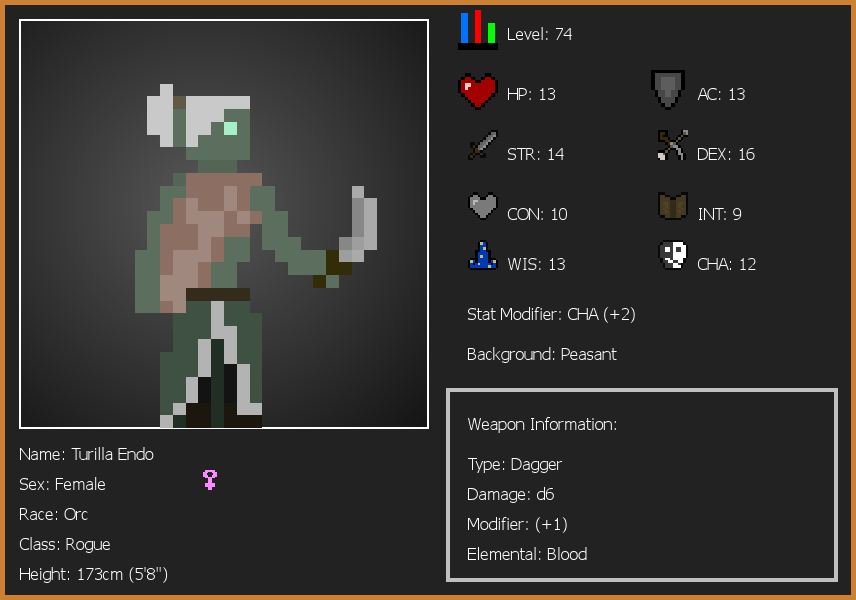 Level: 74
HP: 13
AC: 13
STR: 14
DEX: 16
CON: 10
INT: 9
WIS: 13
CHA: 12
Stat Modifier: CHA (+2)
Background: Peasant
Weapon Information:
Type: Dagger
Damage: d6
Modifier: (+1)
Elemental: Blood
Name: Turilla Endo
Sex: Female
Race: Orc
Class: Rogue
Height: 173cm (5'8")